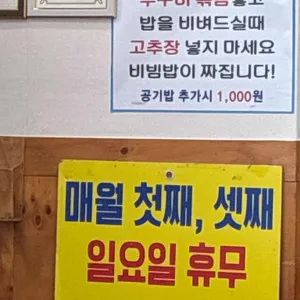 밥을 비벼드실때
고추장 넣지 마세요
비빔밥이 짜집니다!
공기밥 추가시 1,000원
매월 첫째, 셋째
일요일 휴무